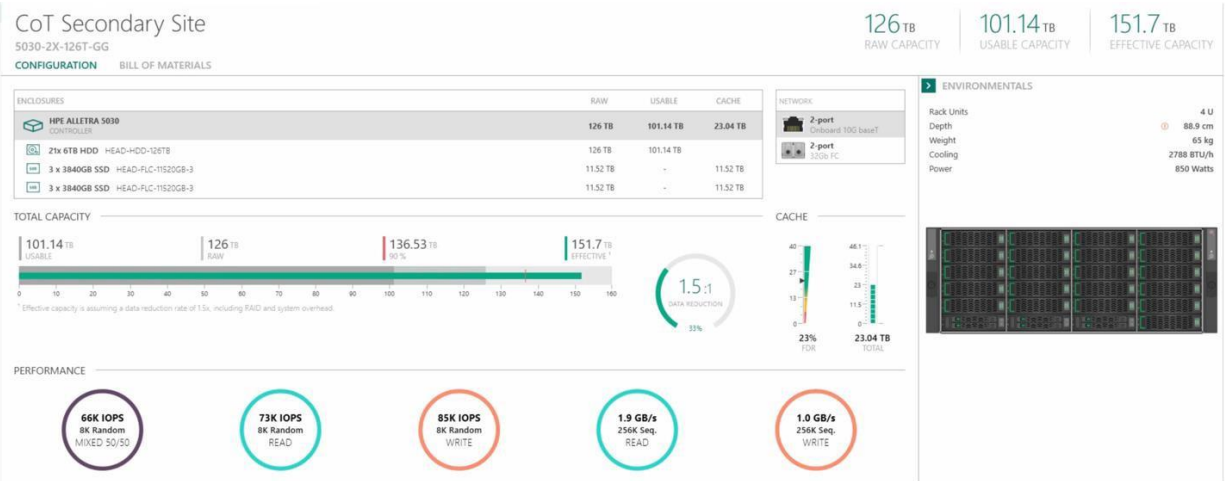 CoT Secondary Site
5030-2X-126T-GG
CONFIGURATION BILL OF MATERIALS
126 TB
RAW CAPACITY
101.14 TB
USABLE CAPACITY
151.7 TB
EFFECTIVE CAPACITY
ENCLOSURES RAW USABLE CACHE
HPE ALLETRA 5030
CONTROLLER
126 TB 101.14 TB 23.04 TB
21x 6TB HDD HEAD-HDD-126TB 126 TB 101.14 TB
3 x 3840GB SSD HEAD-FLC-11520GB-3 11.52 TB - 11.52 TB
3 x 3840GB SSD HEAD-FLC-11520GB-3 11.52 TB - 11.52 TB
NETWORK
2-port
Onboard 10G baseT
2-port
32Gb FC
ENVIRONMENTALS
Rack Units 4 U
Depth 88.9 cm
Weight 65 kg
Cooling 2788 BTU/h
Power 850 Watts
TOTAL CAPACITY
101.14 TB
USABLE
126 TB
RAW
136.53 TB
90 %
151.7 TB
EFFECTIVE *
0 10 20 30 40 50 60 70 80 90 100 110 120 130 140 150 160
* Effective capacity is assuming a data reduction rate of 1.5x, including RAID and system overhead.
1.5 :1
DATA REDUCTION
33%
CACHE
40
27
13
0
23%
FDR
46.1
34.6
23
11.5
0
23.04 TB
TOTAL
PERFORMANCE
66K IOPS
8K Random
MIXED 50/50
73K IOPS
8K Random
READ
85K IOPS
8K Random
WRITE
1.9 GB/s
256K Seq.
READ
1.0 GB/s
256K Seq.
WRITE